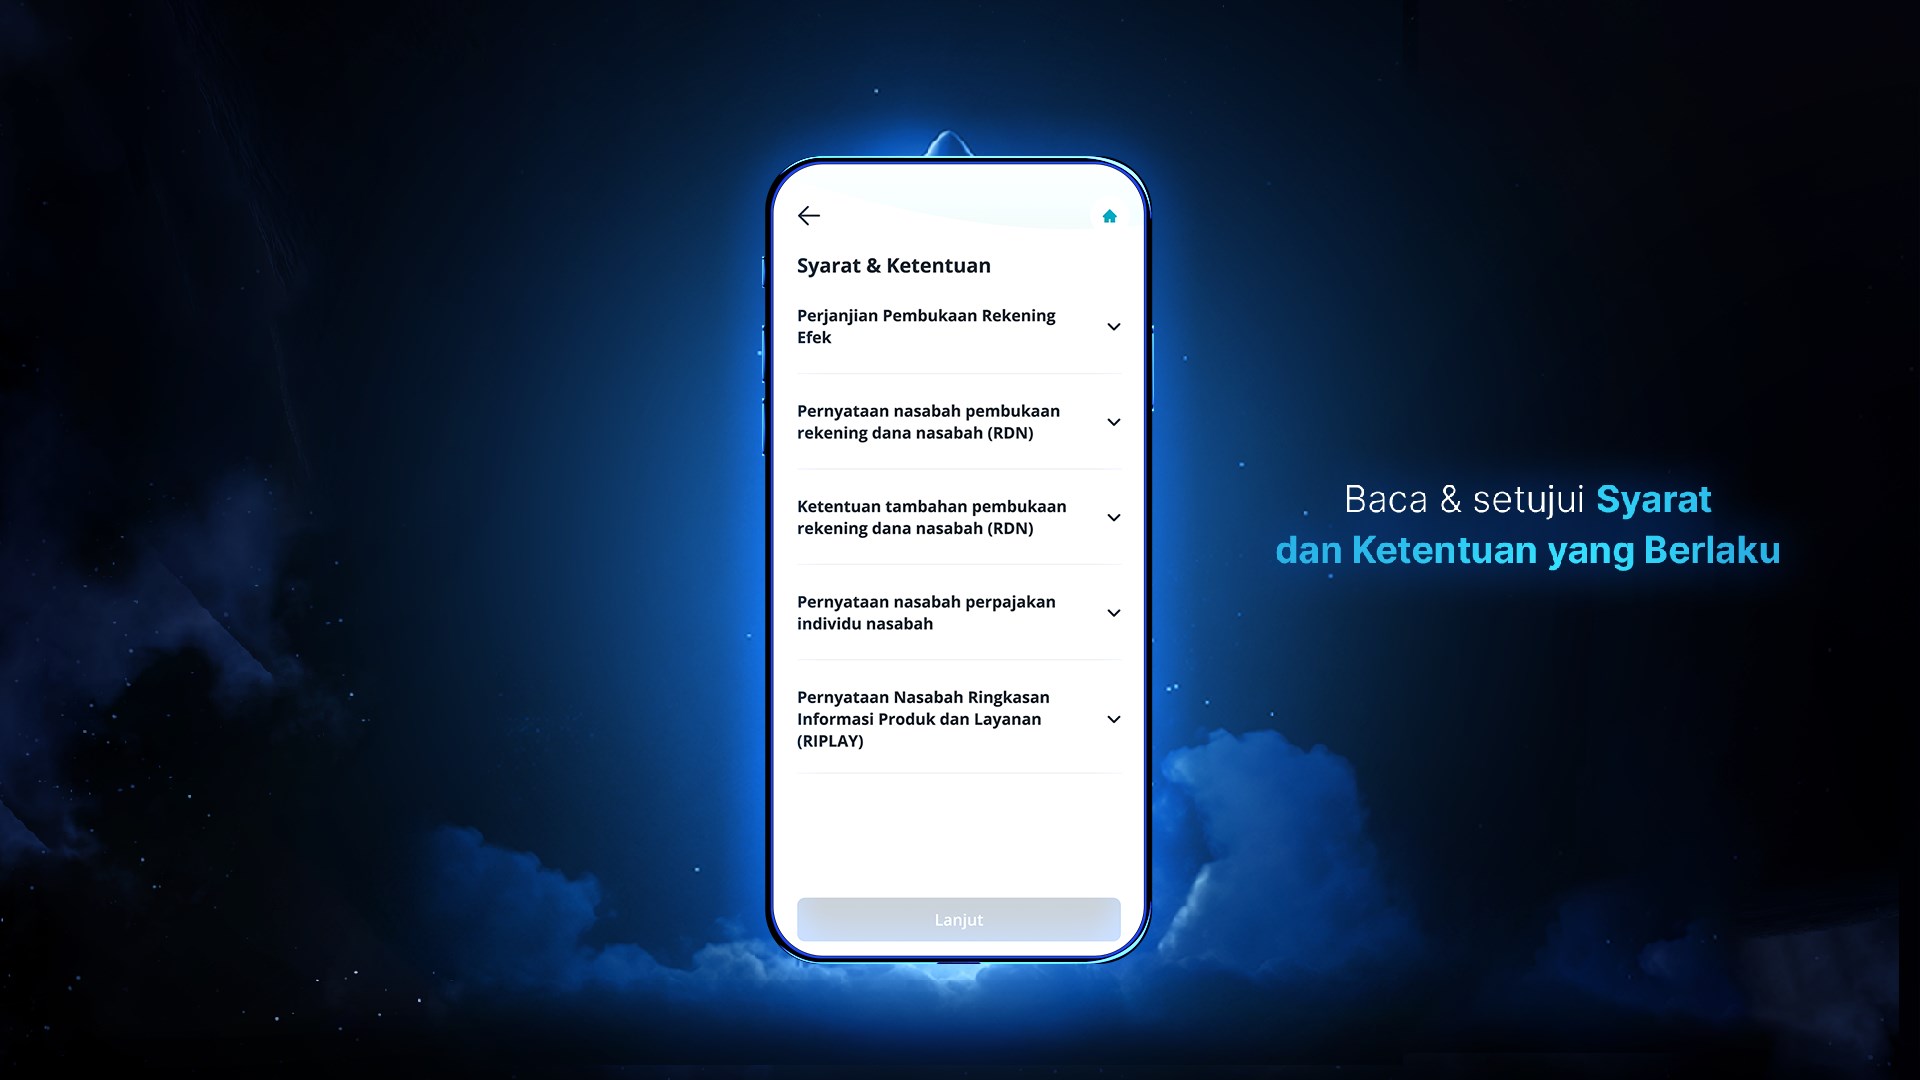 Syarat & Ketentuan
Perjanjian Pembukaan Rekening
Efek
Pernyataan nasabah pembukaan
rekening dana nasabah (RDN)
Ketentuan tambahan pembukaan
rekening dana nasabah (RDN)
Pernyataan nasabah perpajakan
individu nasabah
Pernyataan Nasabah Ringkasan
Informasi Produk dan Layanan
(RIPLAY)
Lanjut
Baca & setujui Syarat
dan Ketentuan yang Berlaku